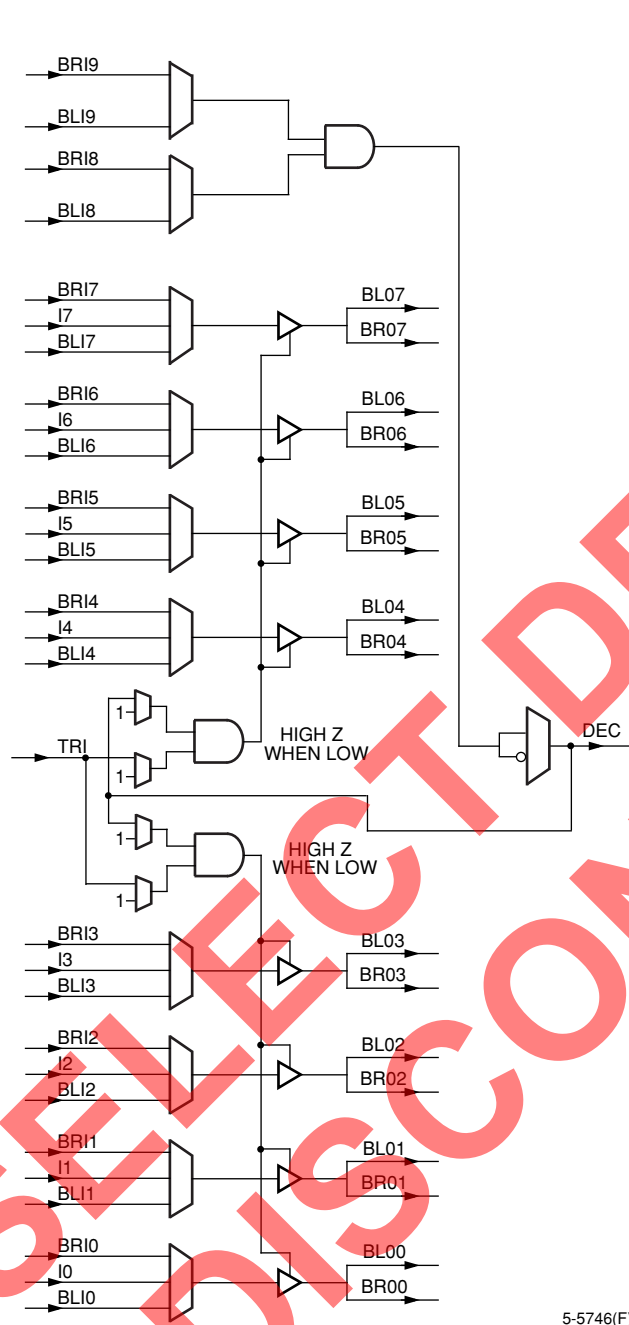 BRI9
BLI9
BRI8
BLI8
BRI7
I7
BLI7
BL07
BR07
BRI6
I6
BLI6
BL06
BR06
BRI5
I5
BLI5
BL05
BR05
BRI4
I4
BLI4
BL04
BR04
1
HIGH Z
WHEN LOW
DEC
TRI
1
1
HIGH Z
WHEN LOW
1
BRI3
I3
BLI3
BL03
BR03
BRI2
I2
BLI2
BL02
BR02
BRI1
I1
BLI1
BL01
BR01
BRI0
I0
BLI0
BL00
BR00
5-5746(F
SELECT D
DISCON